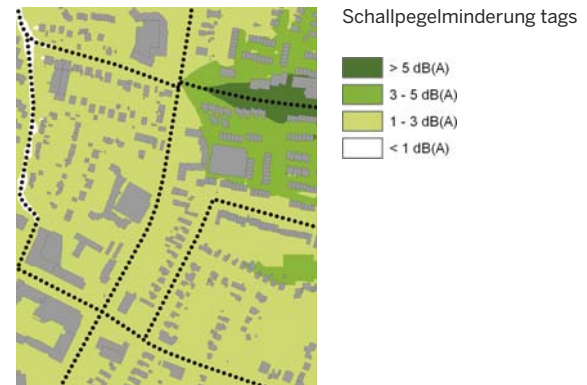 Schallpegelminderung tags
> 5 dB(A)
3 - 5 dB(A)
1 - 3 dB(A)
< 1 dB(A)